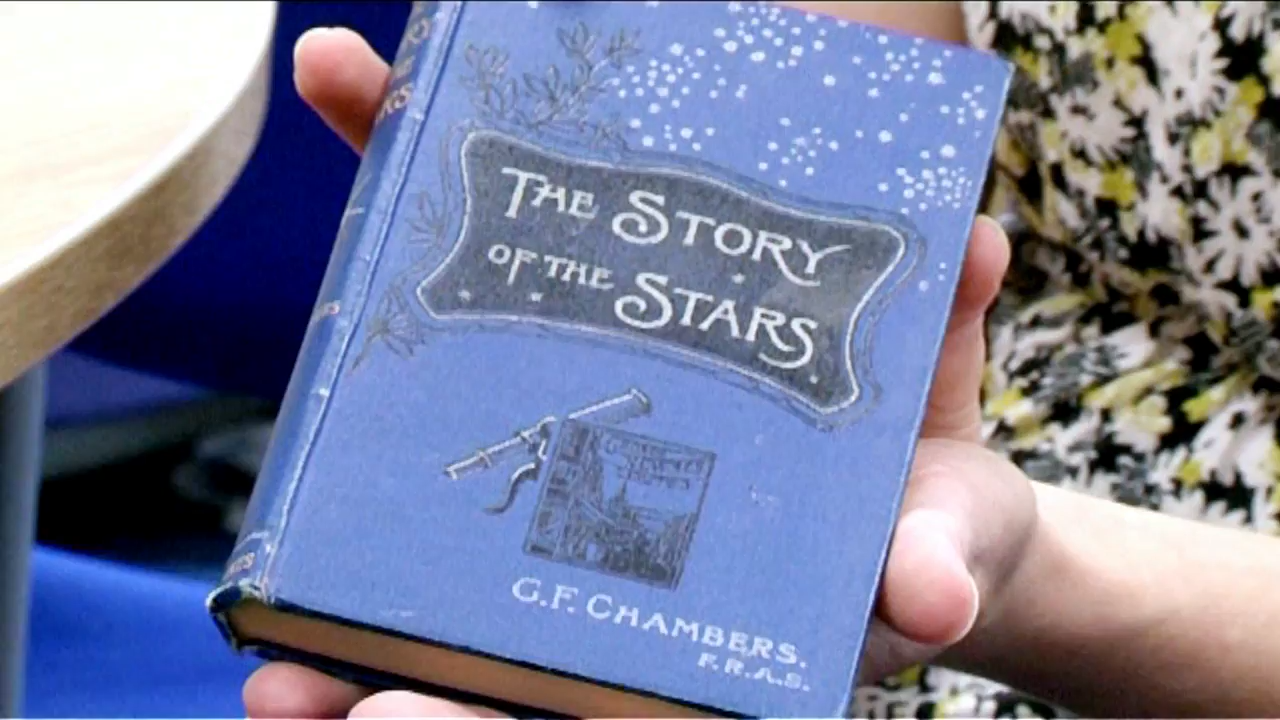 THE STORY
OF THE STARS
G.F. CHAMBERS.
F.R.A.S.